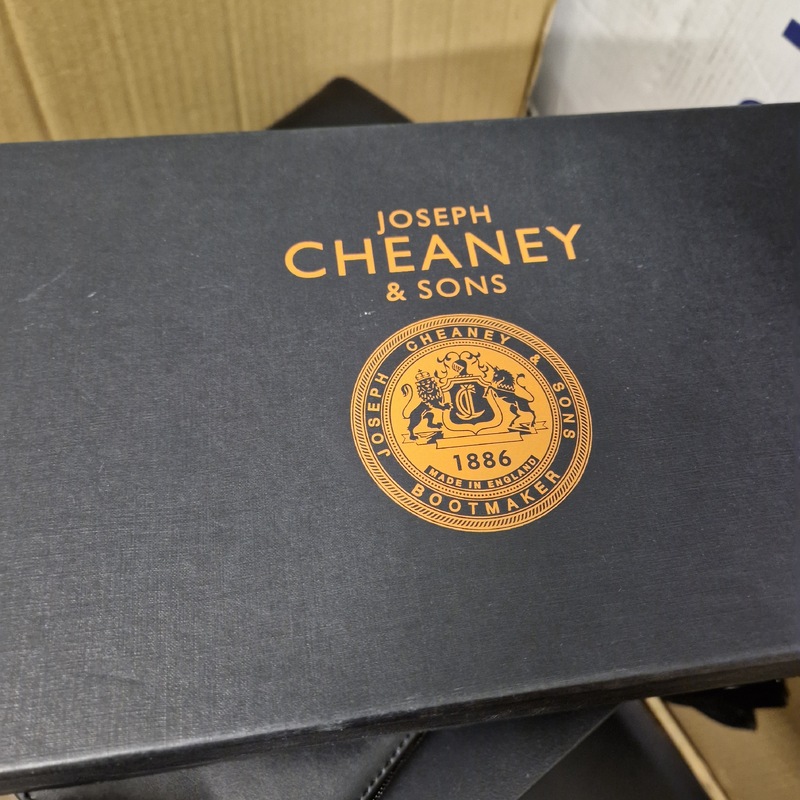 JOSEPH
CHEANEY
& SONS
JOSEPH CHEANEY & SONS
1886
MADE IN ENGLAND
BOOTMAKER